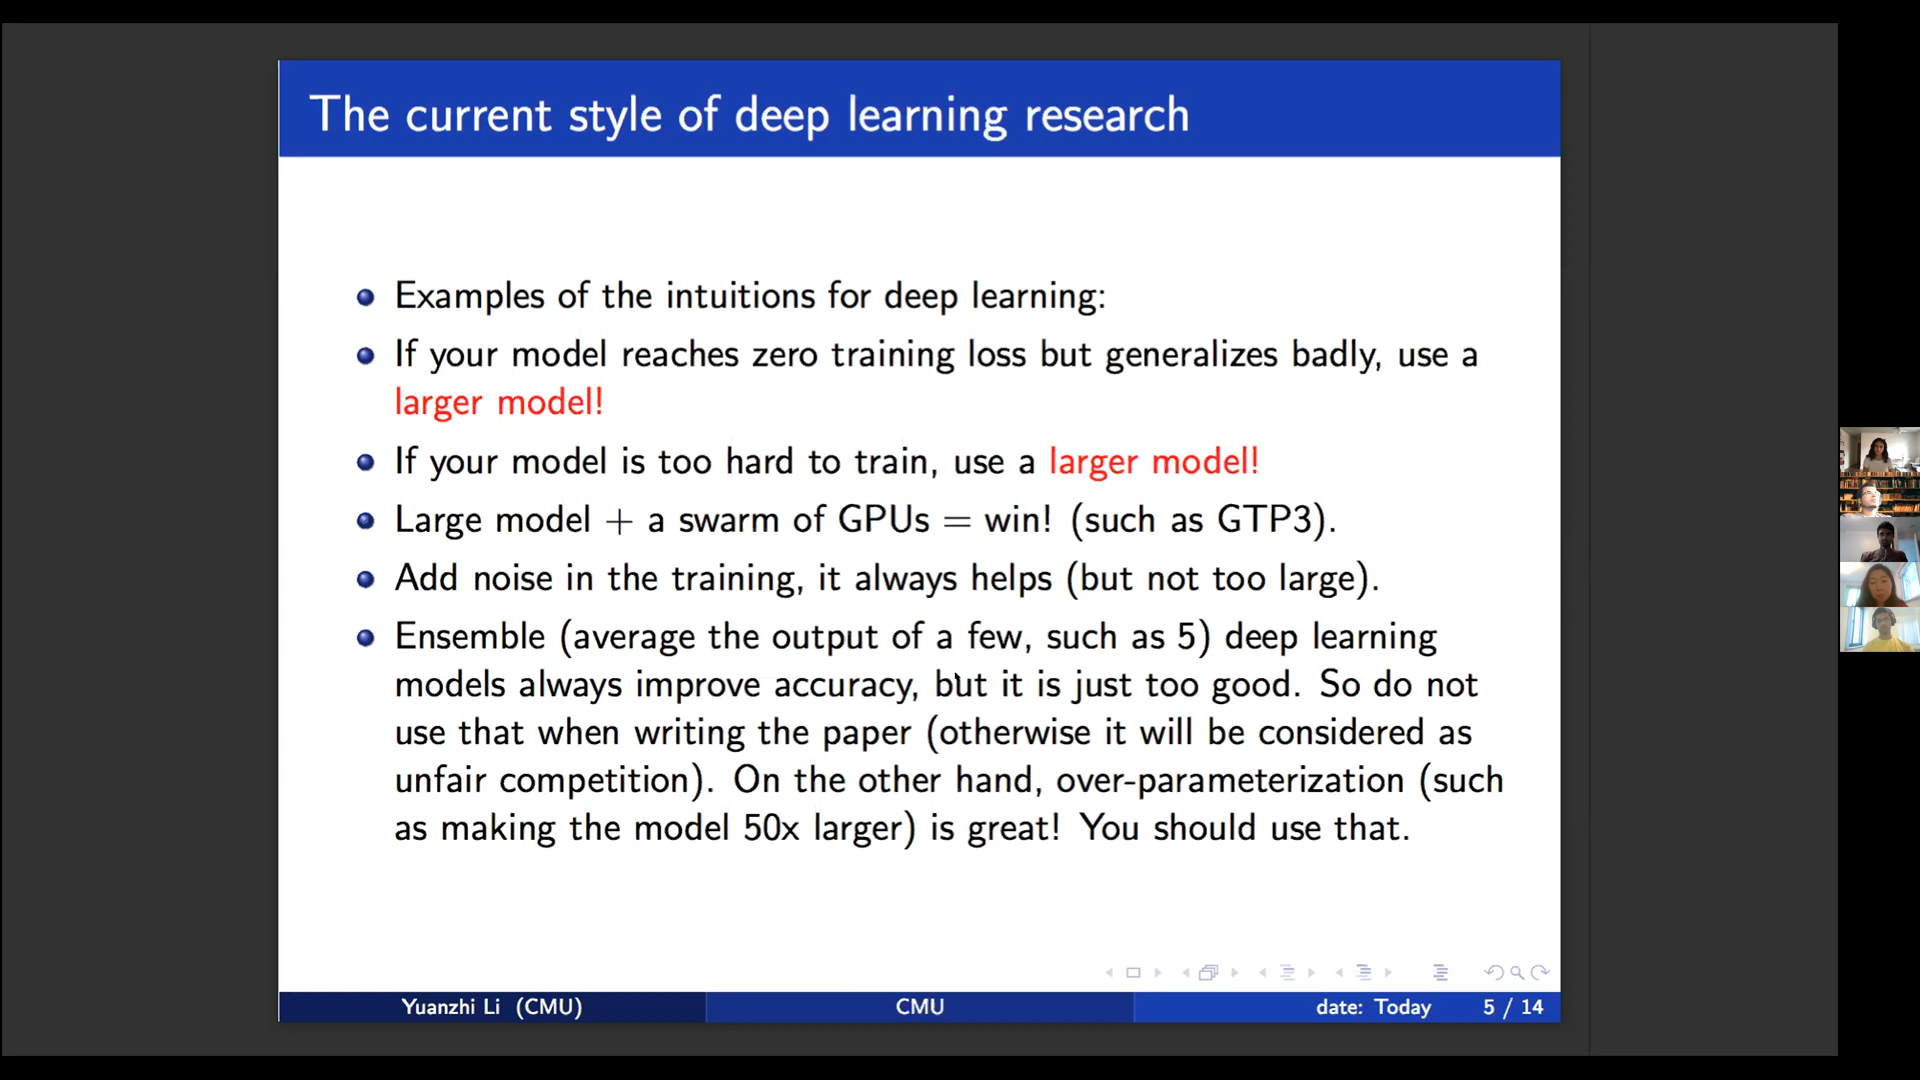 The current style of deep learning research
Examples of the intuitions for deep learning:
If your model reaches zero training loss but generalizes badly, use a
larger model!
If your model is too hard to train, use a larger model!
Large model + a swarm of GPUs = win! (such as GTP3).
Add noise in the training, it always helps (but not too large).
Ensemble (average the output of a few, such as 5) deep learning
models always improve accuracy, but it is just too good. So do not
use that when writing the paper (otherwise it will be considered as
unfair competition). On the other hand, over-parameterization (such
as making the model 50x larger) is great! You should use that.
Yuanzhi Li (CMU) CMU date: Today 5 / 14